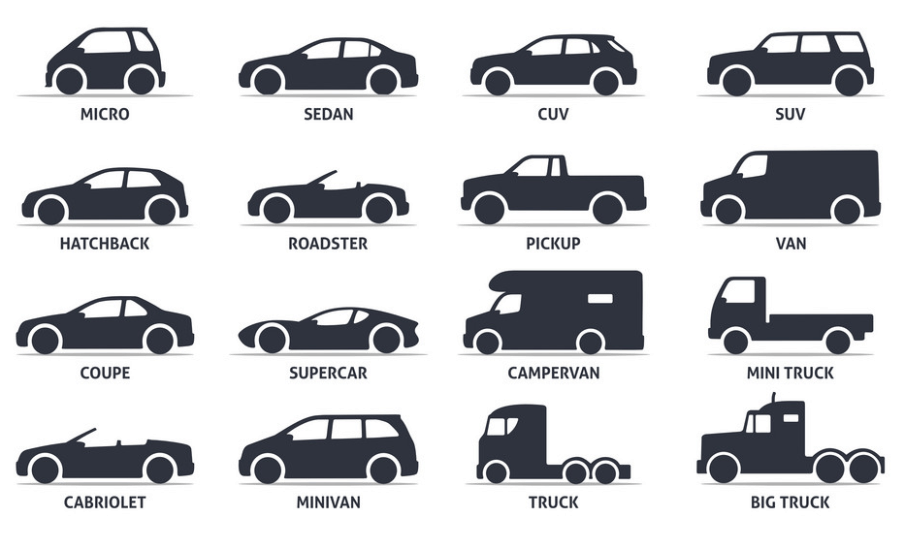 MICRO
SEDAN
CUV
SUV
HATCHBACK
ROADSTER
PICKUP
VAN
COUPE
SUPERCAR
CAMPERVAN
MINI TRUCK
CABRIOLET
MINIVAN
TRUCK
BIG TRUCK